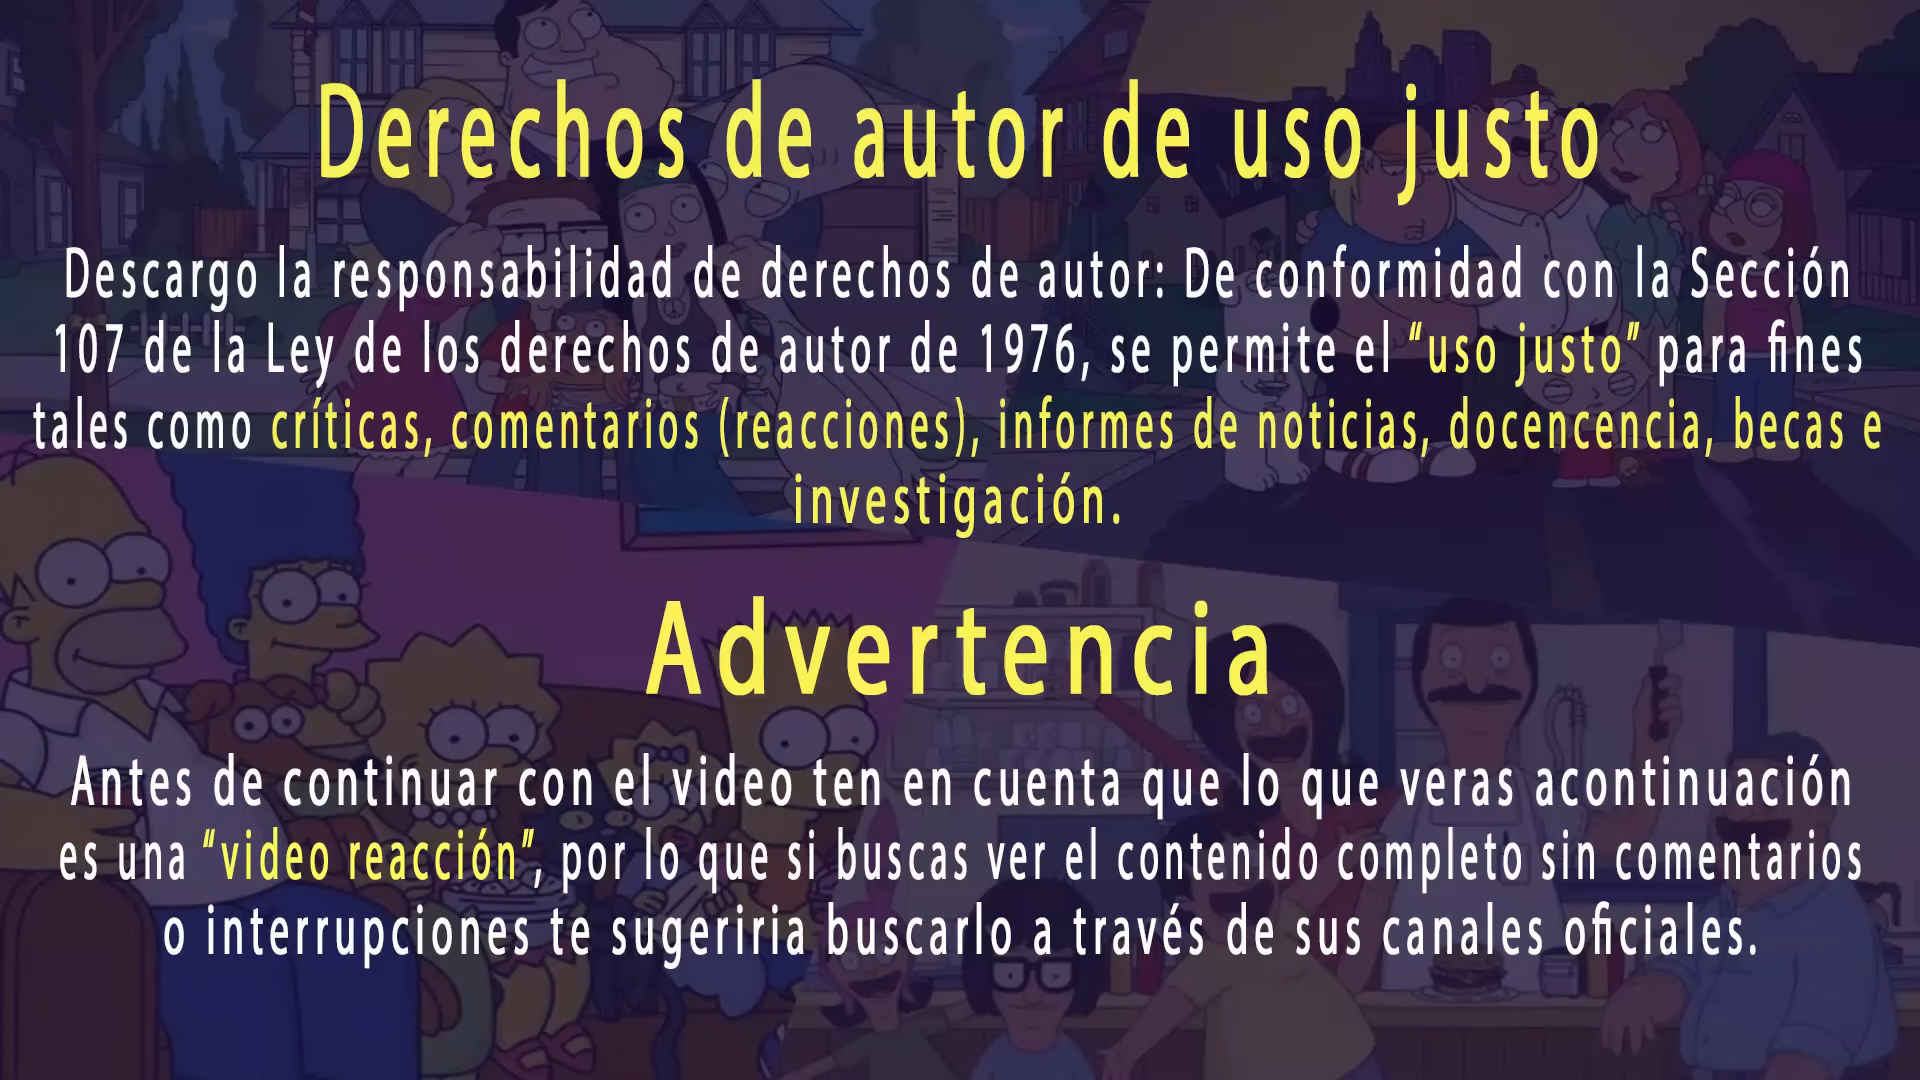 Derechos de autor de uso justo
Descargo la responsabilidad de derechos de autor: De conformidad con la Sección
107 de la Ley de los derechos de autor de 1976, se permite el “uso justo” para fines
tales como críticas, comentarios (reacciones), informes de noticias, docencencia, becas e
investigación.
Advertencia
Antes de continuar con el video ten en cuenta que lo que veras acontinuación
es una “video reacción”, por lo que si buscas ver el contenido completo sin comentarios
o interrupciones te sugeriria buscarlo a través de sus canales oficiales.